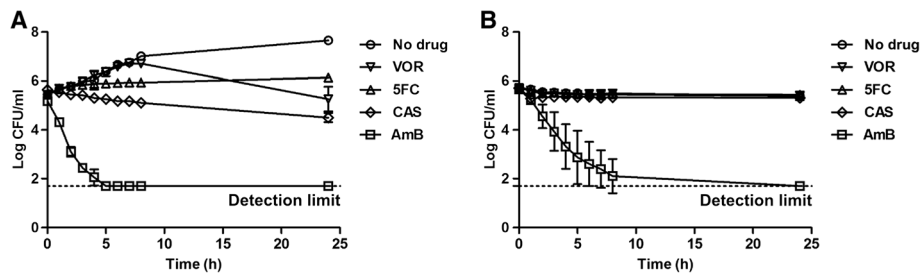 A
8
6
4
2
0
0 5 10 15 20 25
Log CFU/ml
Time (h)
Detection limit
No drug
VOR
5FC
CAS
AmB
B
8
6
4
2
0
0 5 10 15 20 25
Log CFU/ml
Time (h)
Detection limit
No drug
VOR
5FC
CAS
AmB